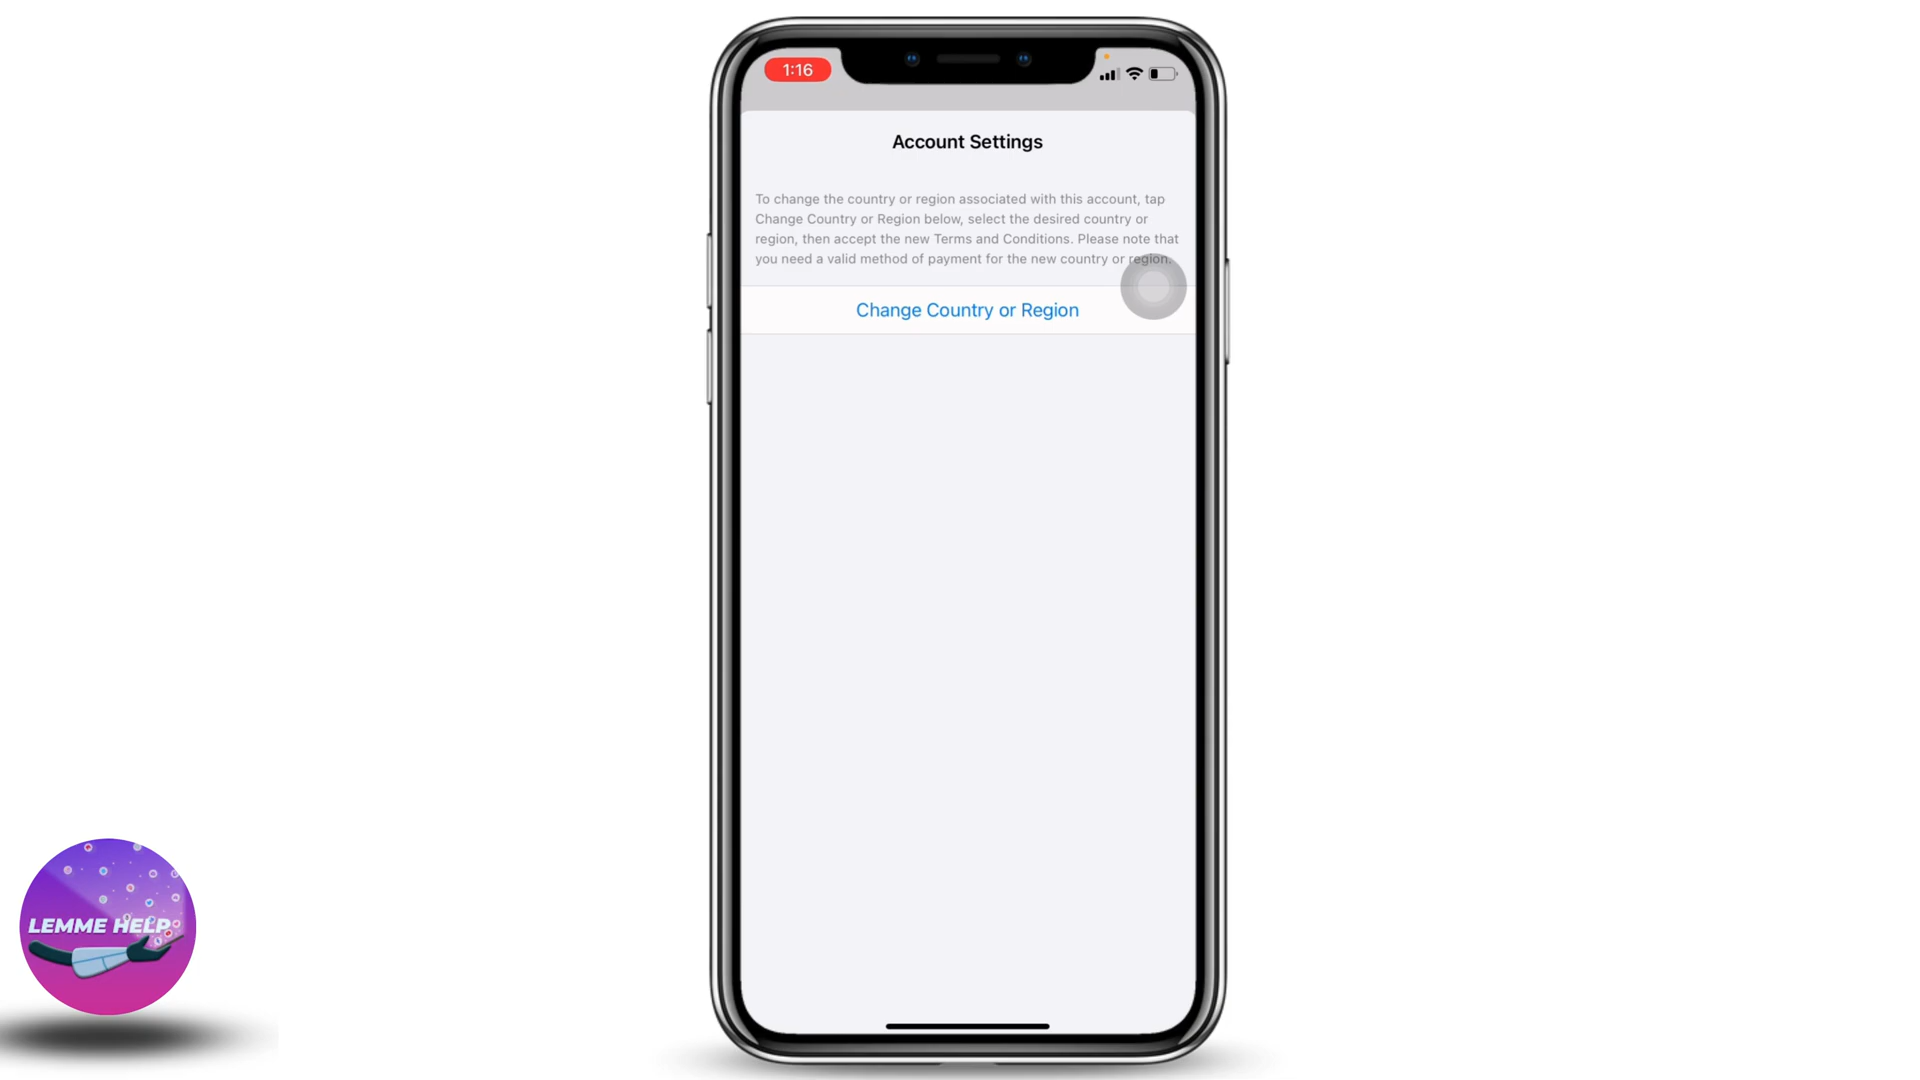 1:16
Account Settings
To change the country or region associated with this account, tap
Change Country or Region below, select the desired country or
region, then accept the new Terms and Conditions. Please note that
you need a valid method of payment for the new country or region.
Change Country or Region
LEMME HELP